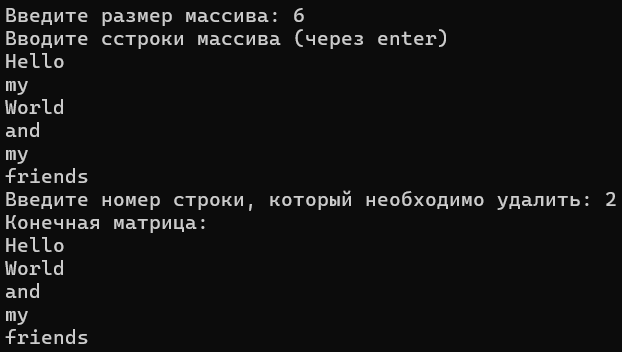 Введите размер массива: 6
Вводите сстроки массива (через enter)
Hello
my
World
and
my
friends
Введите номер строки, который необходимо удалить: 2
Конечная матрица:
Hello
World
and
my
friends